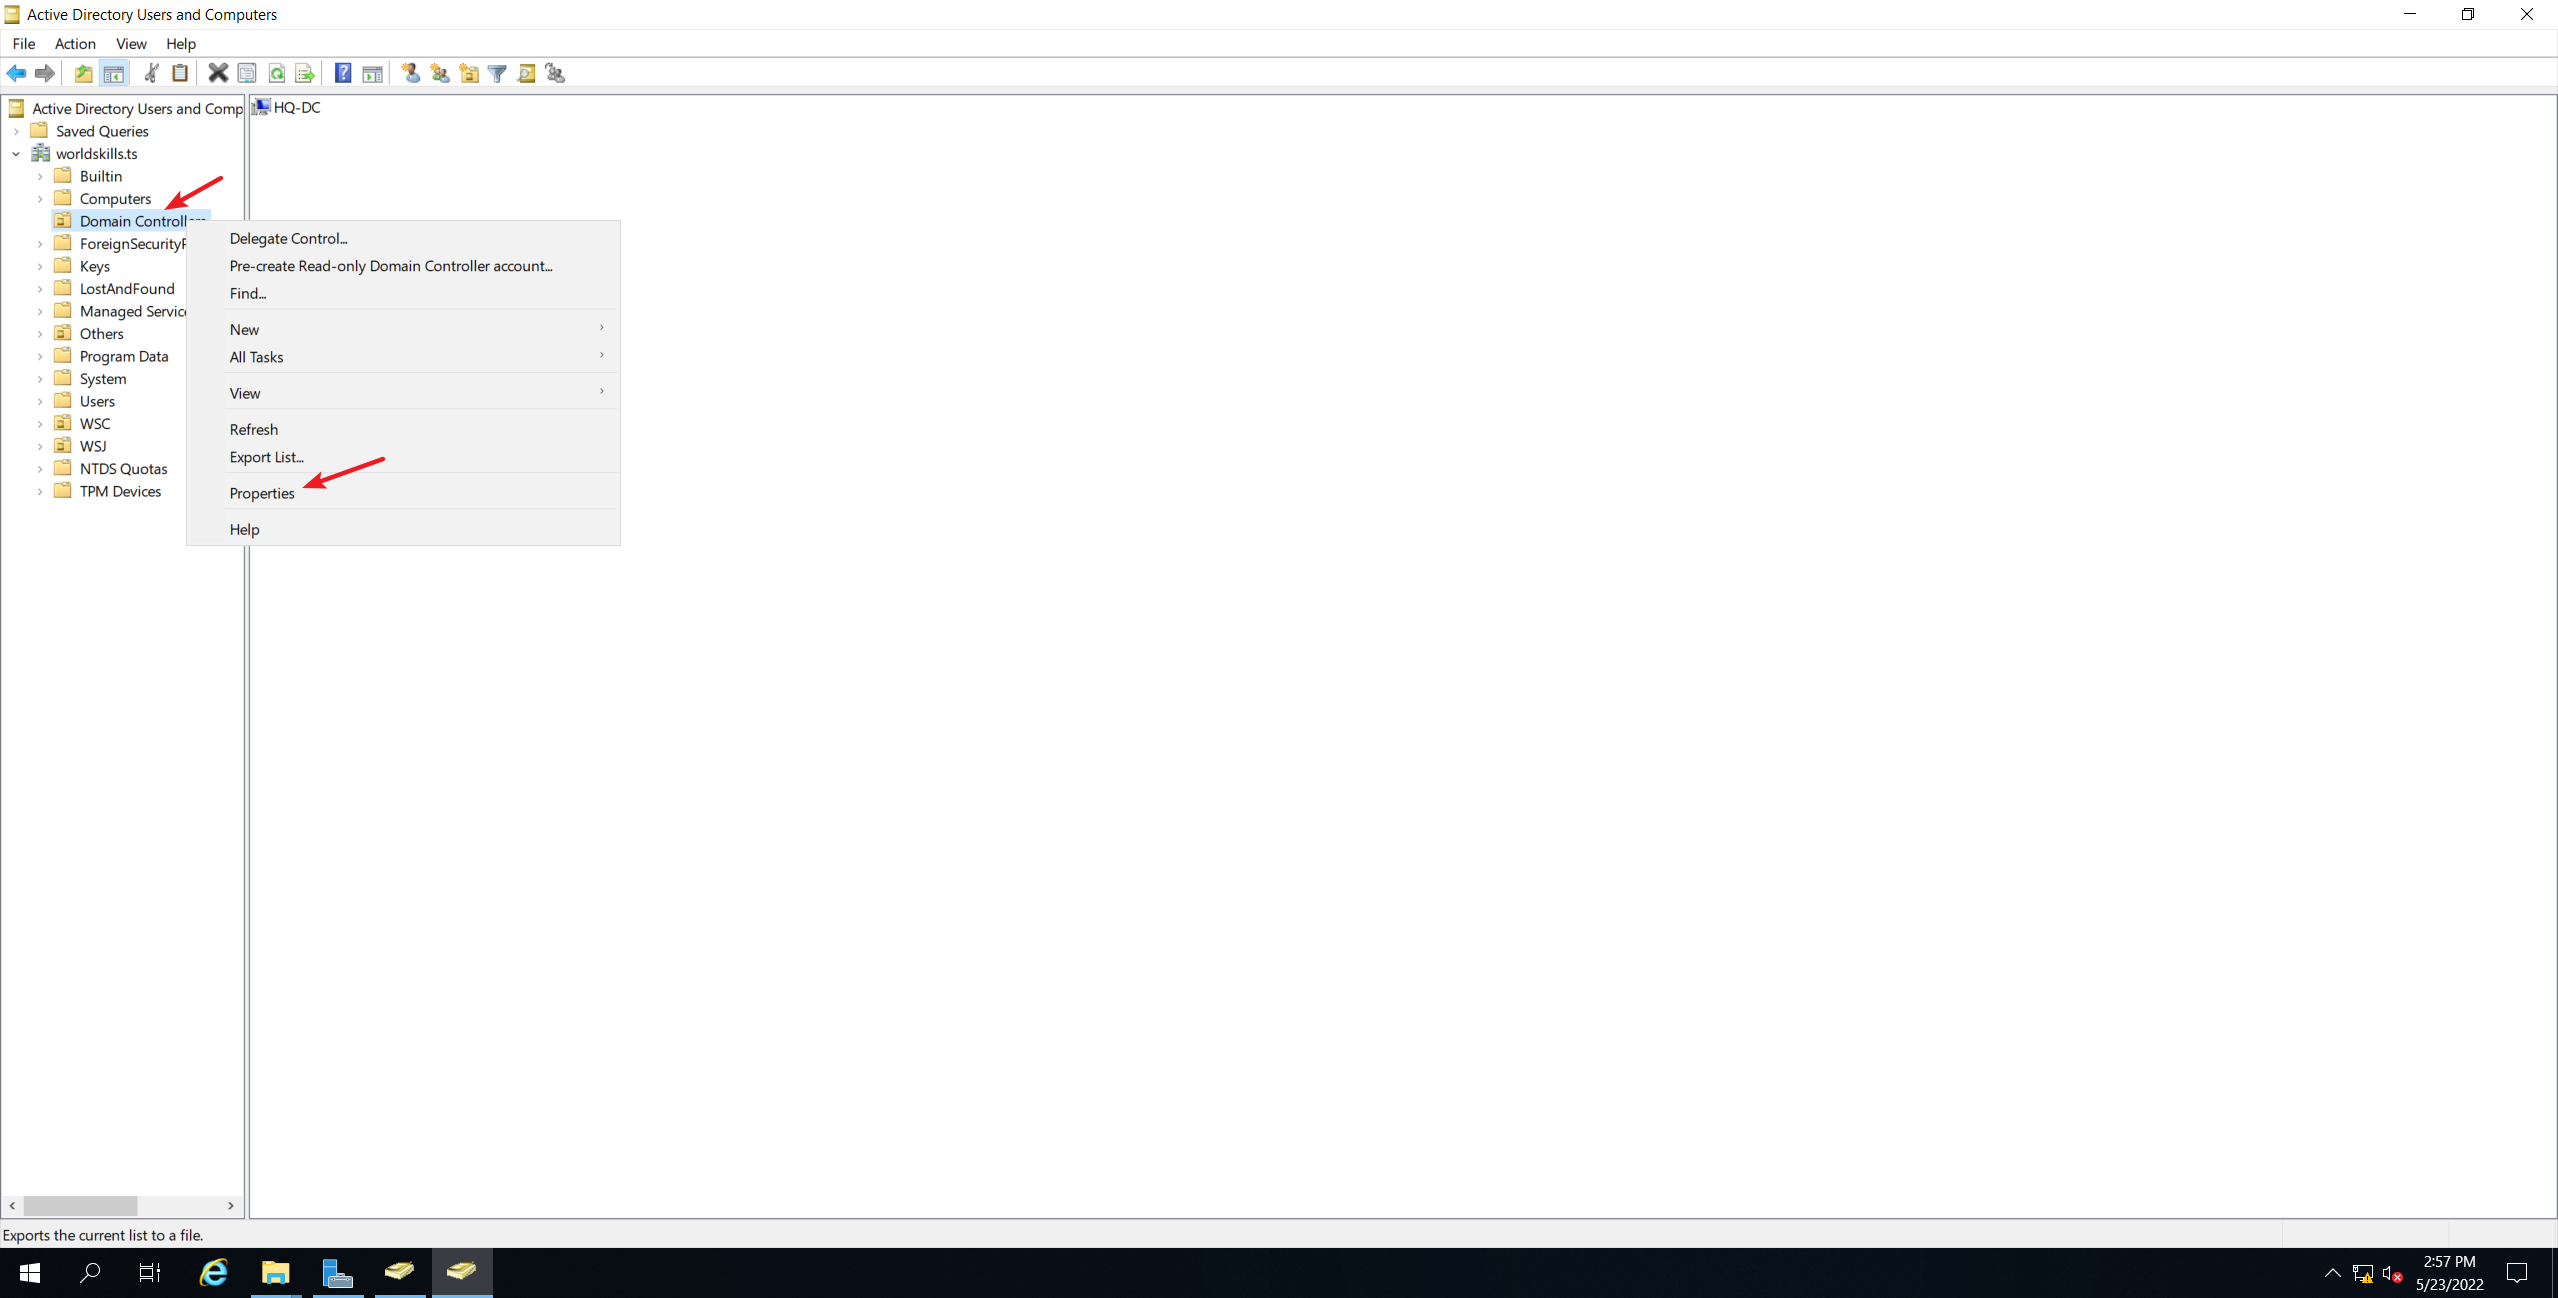 Active Directory Users and Computers
File Action View Help
Active Directory Users and Comp
Saved Queries
worldskills.ts
Builtin
Computers
Domain Controllers
ForeignSecurityP
Keys
LostAndFound
Managed Servic
Others
Program Data
System
Users
WSC
WSJ
NTDS Quotas
TPM Devices
HQ-DC
Delegate Control...
Pre-create Read-only Domain Controller account...
Find...
New
All Tasks
View
Refresh
Export List...
Properties
Help
Exports the current list to a file.
2:57 PM
5/23/2022